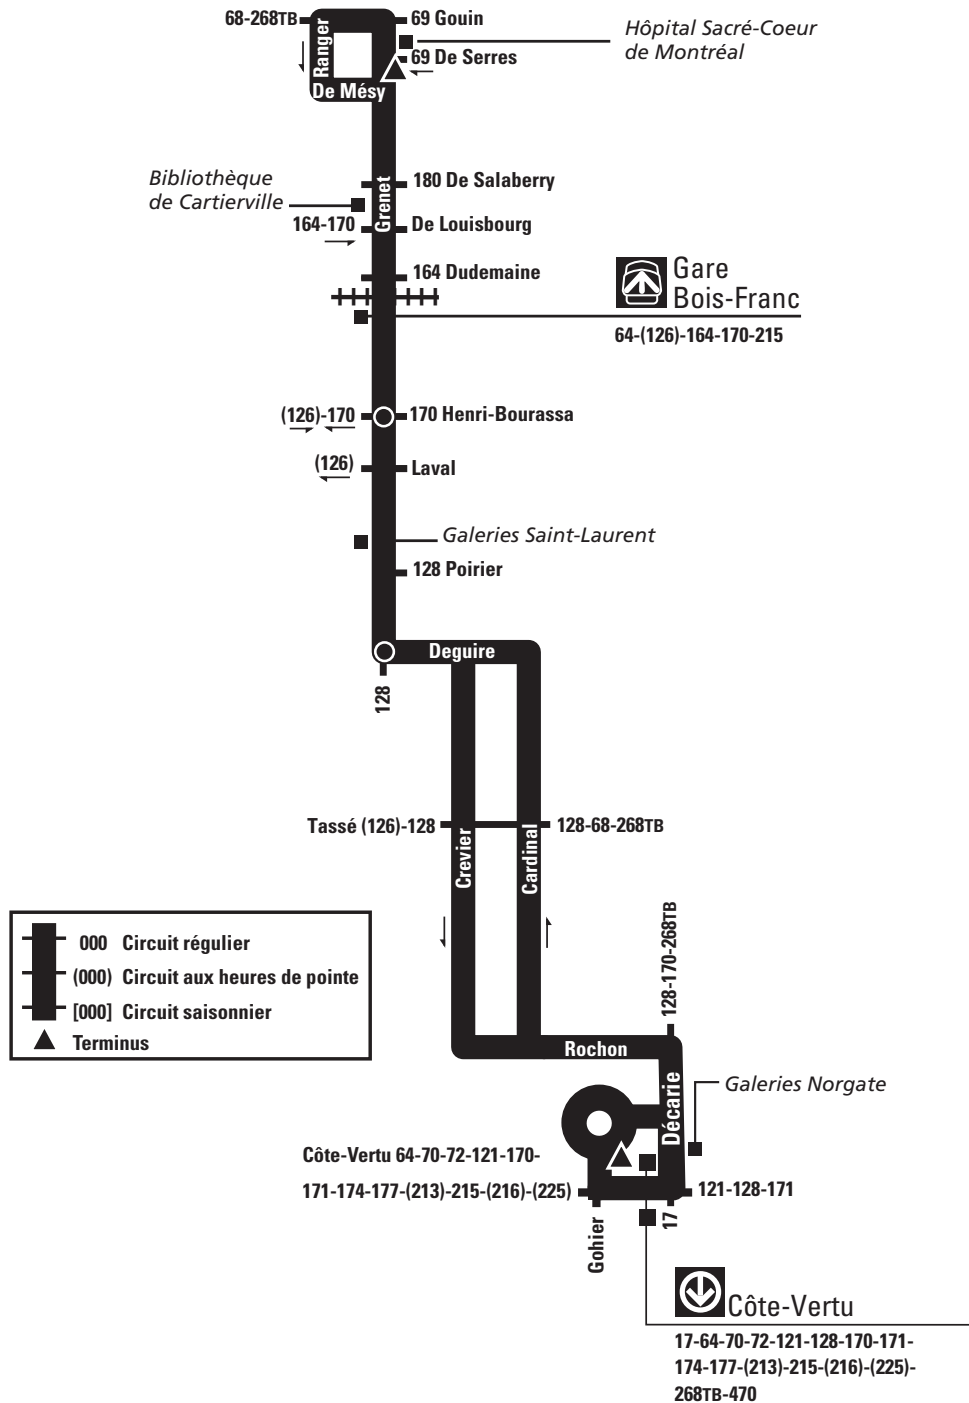 68-268TB
69 Gouin
Hôpital Sacré-Coeur
de Montréal
Ranger
69 De Serres
De Mésy
Bibliothèque
de Cartierville
180 De Salaberry
Grenet
164-170
De Louisbourg
164 Dudemaine
Gare
Bois-Franc
64-(126)-164-170-215
(126)-170
170 Henri-Bourassa
(126)
Laval
Galeries Saint-Laurent
128 Poirier
Deguire
128
Tassé (126)-128
128-68-268TB
Crevier
Cardinal
000 Circuit régulier
(000) Circuit aux heures de pointe
[000] Circuit saisonnier
Terminus
128-170-268TB
Rochon
Décarie
Galeries Norgate
Côte-Vertu 64-70-72-121-170-
171-174-177-(213)-215-(216)-(225)
121-128-171
Gohier
17
Côte-Vertu
17-64-70-72-121-128-170-171-
174-177-(213)-215-(216)-(225)-
268TB-470